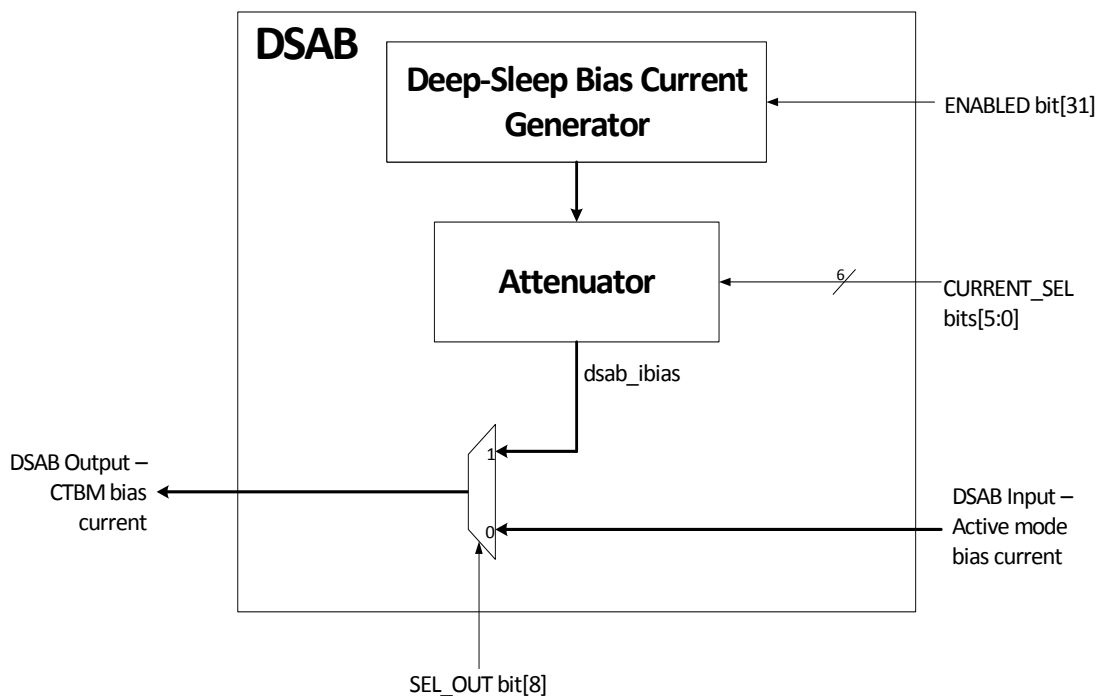 DSAB
Deep-Sleep Bias Current
Generator
ENABLED bit[31]
Attenuator
6
CURRENT_SEL
bits[5:0]
dsab_ibias
1
DSAB Output –
CTBM bias
current
0
DSAB Input –
Active mode
bias current
SEL_OUT bit[8]